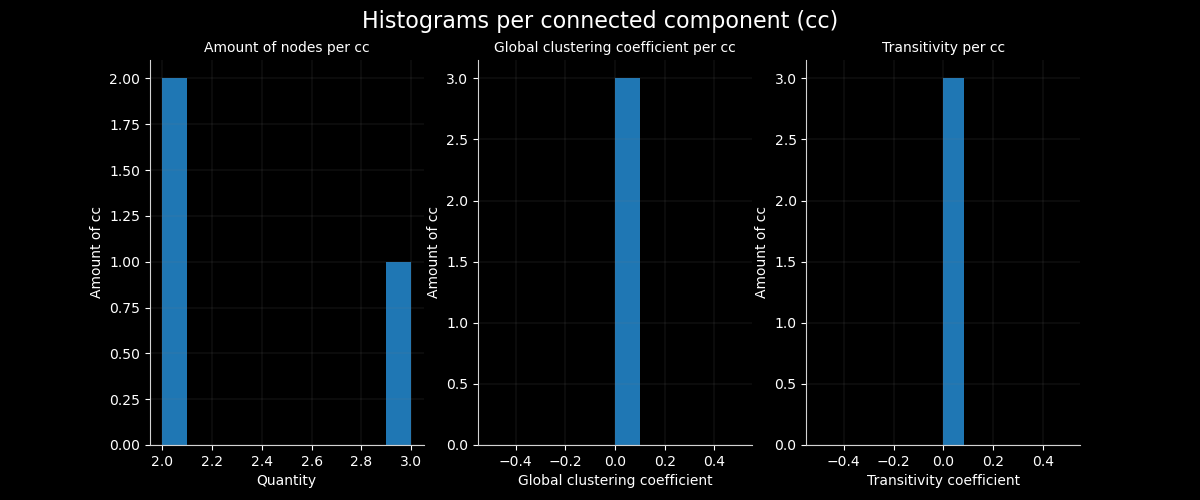 Histograms per connected component (cc)
Amount of nodes per cc
Global clustering coefficient per cc
Transitivity per cc
Amount of cc
2.00
1.75
1.50
1.25
1.00
0.75
0.50
0.25
0.00
2.0 2.2 2.4 2.6 2.8 3.0
Quantity
Amount of cc
3.0
2.5
2.0
1.5
1.0
0.5
0.0
−0.4 −0.2 0.0 0.2 0.4
Global clustering coefficient
Amount of cc
3.0
2.5
2.0
1.5
1.0
0.5
0.0
−0.4 −0.2 0.0 0.2 0.4
Transitivity coefficient